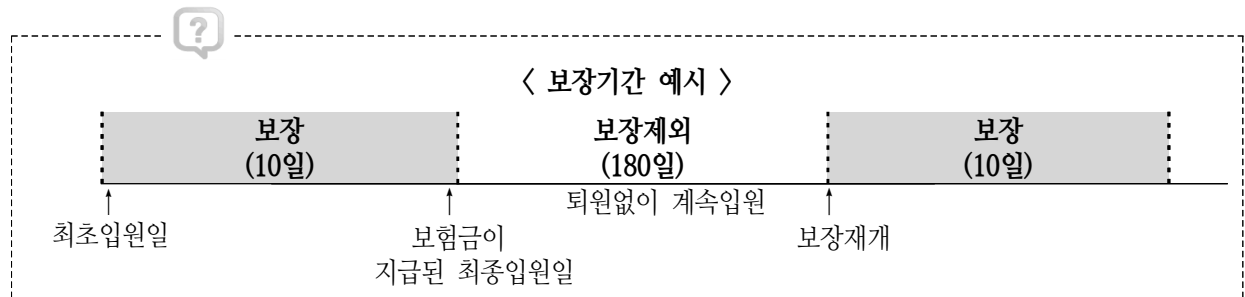 ?
〈 보장기간 예시 〉
보장 보장제외 보장
(10일) (180일) (10일)
퇴원없이 계속입원
↑ ↑ ↑
최초입원일 보험금이 보장재개
지급된 최종입원일